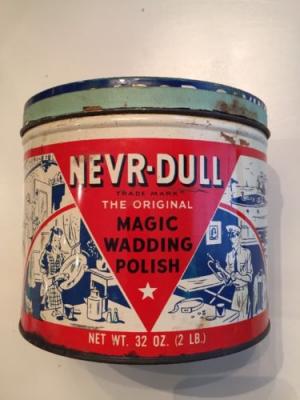 NEVR-DULL
TRADE MARK
THE ORIGINAL
MAGIC
WADDING
POLISH
NET WT. 32 OZ. (2 LB.)